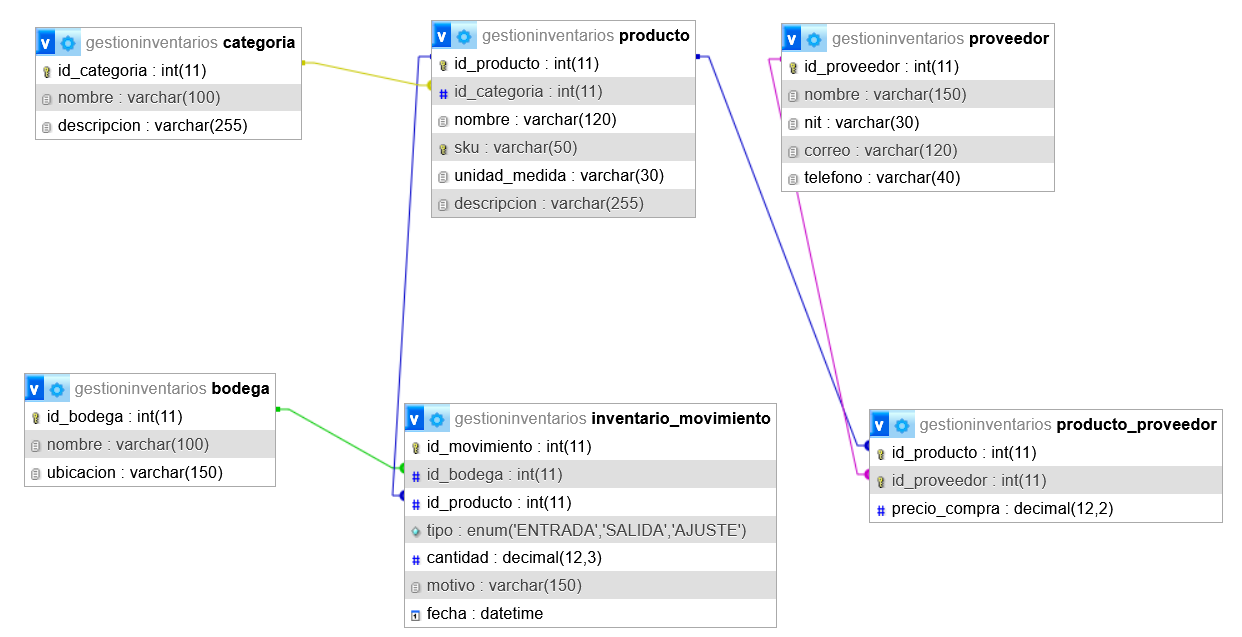 v gestioninventarios categoria
id_categoria : int(11)
# nombre : varchar(100)
descripcion : varchar(255)
v gestioninventarios producto
id_producto : int(11)
# id_categoria : int(11)
nombre : varchar(120)
sku : varchar(50)
unidad_medida : varchar(30)
descripcion : varchar(255)
v gestioninventarios proveedor
id_proveedor : int(11)
nombre : varchar(150)
nit : varchar(30)
correo : varchar(120)
telefono : varchar(40)
v gestioninventarios bodega
id_bodega : int(11)
nombre : varchar(100)
ubicacion : varchar(150)
v gestioninventarios inventario_movimiento
id_movimiento : int(11)
# id_bodega : int(11)
# id_producto : int(11)
tipo : enum('ENTRADA','SALIDA','AJUSTE')
# cantidad : decimal(12,3)
motivo : varchar(150)
fecha : datetime
v gestioninventarios producto_proveedor
id_producto : int(11)
id_proveedor : int(11)
# precio_compra : decimal(12,2)